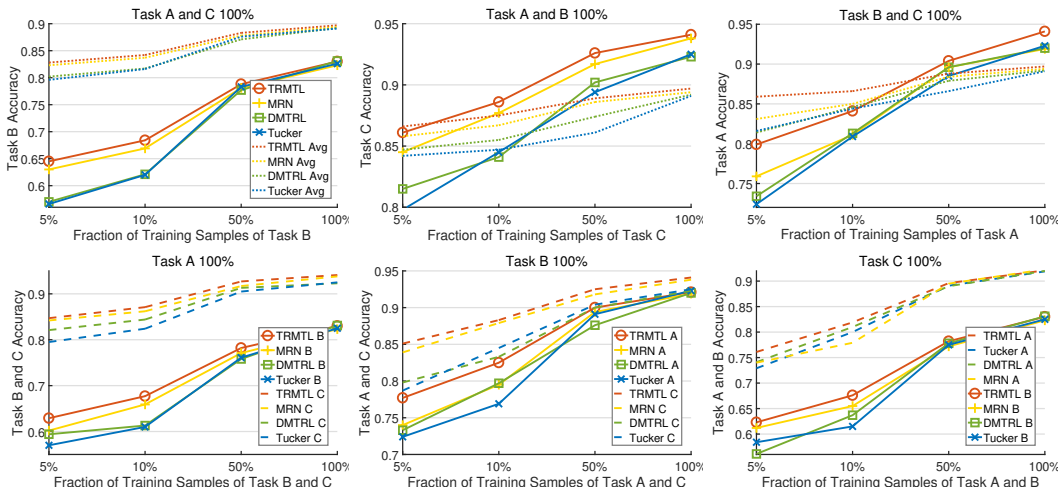 Task A and C 100%
Task B Accuracy
0.95
0.9
0.85
0.8
0.75
0.7
0.65
0.6
5%
10%
50%
100%
Fraction of Training Samples of Task B
TRMTL
MRN
DMTRL
Tucker
TRMTL Avg
MRN Avg
DMTRL Avg
Tucker Avg
Task A and B 100%
Task C Accuracy
0.95
0.9
0.85
0.8
5%
10%
50%
100%
Fraction of Training Samples of Task C
Task B and C 100%
Task A Accuracy
0.95
0.9
0.85
0.8
0.75
5%
10%
50%
100%
Fraction of Training Samples of Task A
Task A 100%
Task B and C Accuracy
0.9
0.8
0.7
0.6
5%
10%
50%
100%
Fraction of Training Samples of Task B and C
TRMTL B
MRN B
DMTRL B
Tucker B
TRMTL C
MRN C
DMTRL C
Tucker C
Task B 100%
Task A and C Accuracy
0.95
0.9
0.85
0.8
0.75
0.7
5%
10%
50%
100%
Fraction of Training Samples of Task A and C
TRMTL A
MRN A
DMTRL A
Tucker A
TRMTL C
MRN C
DMTRL C
Tucker C
Task C 100%
Task A and B Accuracy
0.9
0.85
0.8
0.75
0.7
0.65
0.6
5%
10%
50%
100%
Fraction of Training Samples of Task A and B
TRMTL A
Tucker A
DMTRL A
MRN A
TRMTL B
MRN B
DMTRL B
Tucker B